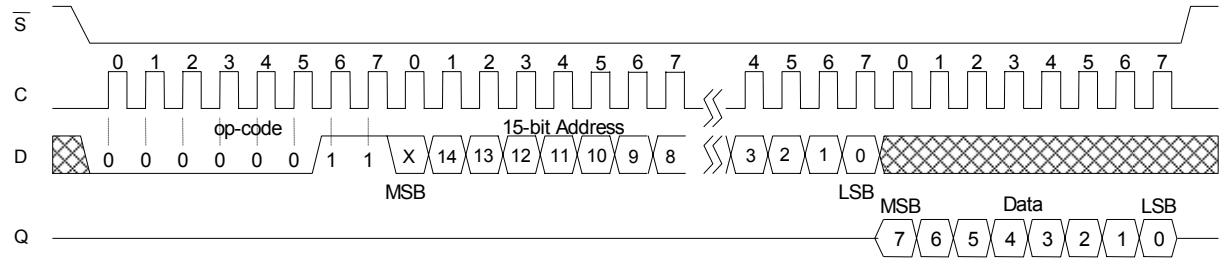 S
0 1 2 3 4 5 6 7 0 1 2 3 4 5 6 7 4 5 6 7 0 1 2 3 4 5 6 7
C
op-code 15-bit Address
D 0 0 0 0 0 0 1 1 X 14 13 12 11 10 9 8 3 2 1 0
MSB LSB
MSB Data LSB
Q 7 6 5 4 3 2 1 0